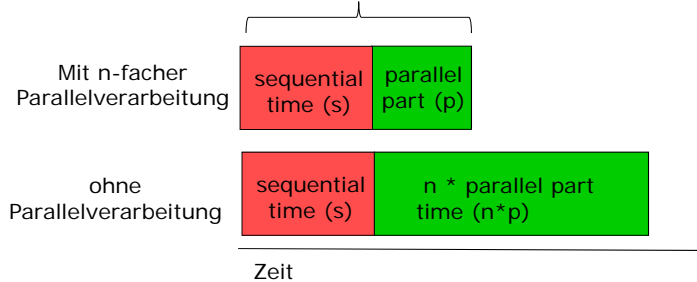 Mit n-facher
Parallelverarbeitung
sequential
time (s)
parallel
part (p)
ohne
Parallelverarbeitung
sequential
time (s)
n * parallel part
time (n*p)
Zeit